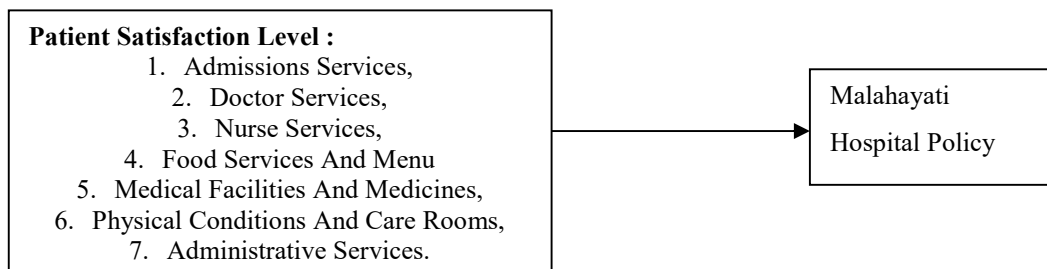 Patient Satisfaction Level :
1. Admissions Services,
2. Doctor Services,
3. Nurse Services,
4. Food Services And Menu
5. Medical Facilities And Medicines,
6. Physical Conditions And Care Rooms,
7. Administrative Services.
Malahayati
Hospital Policy